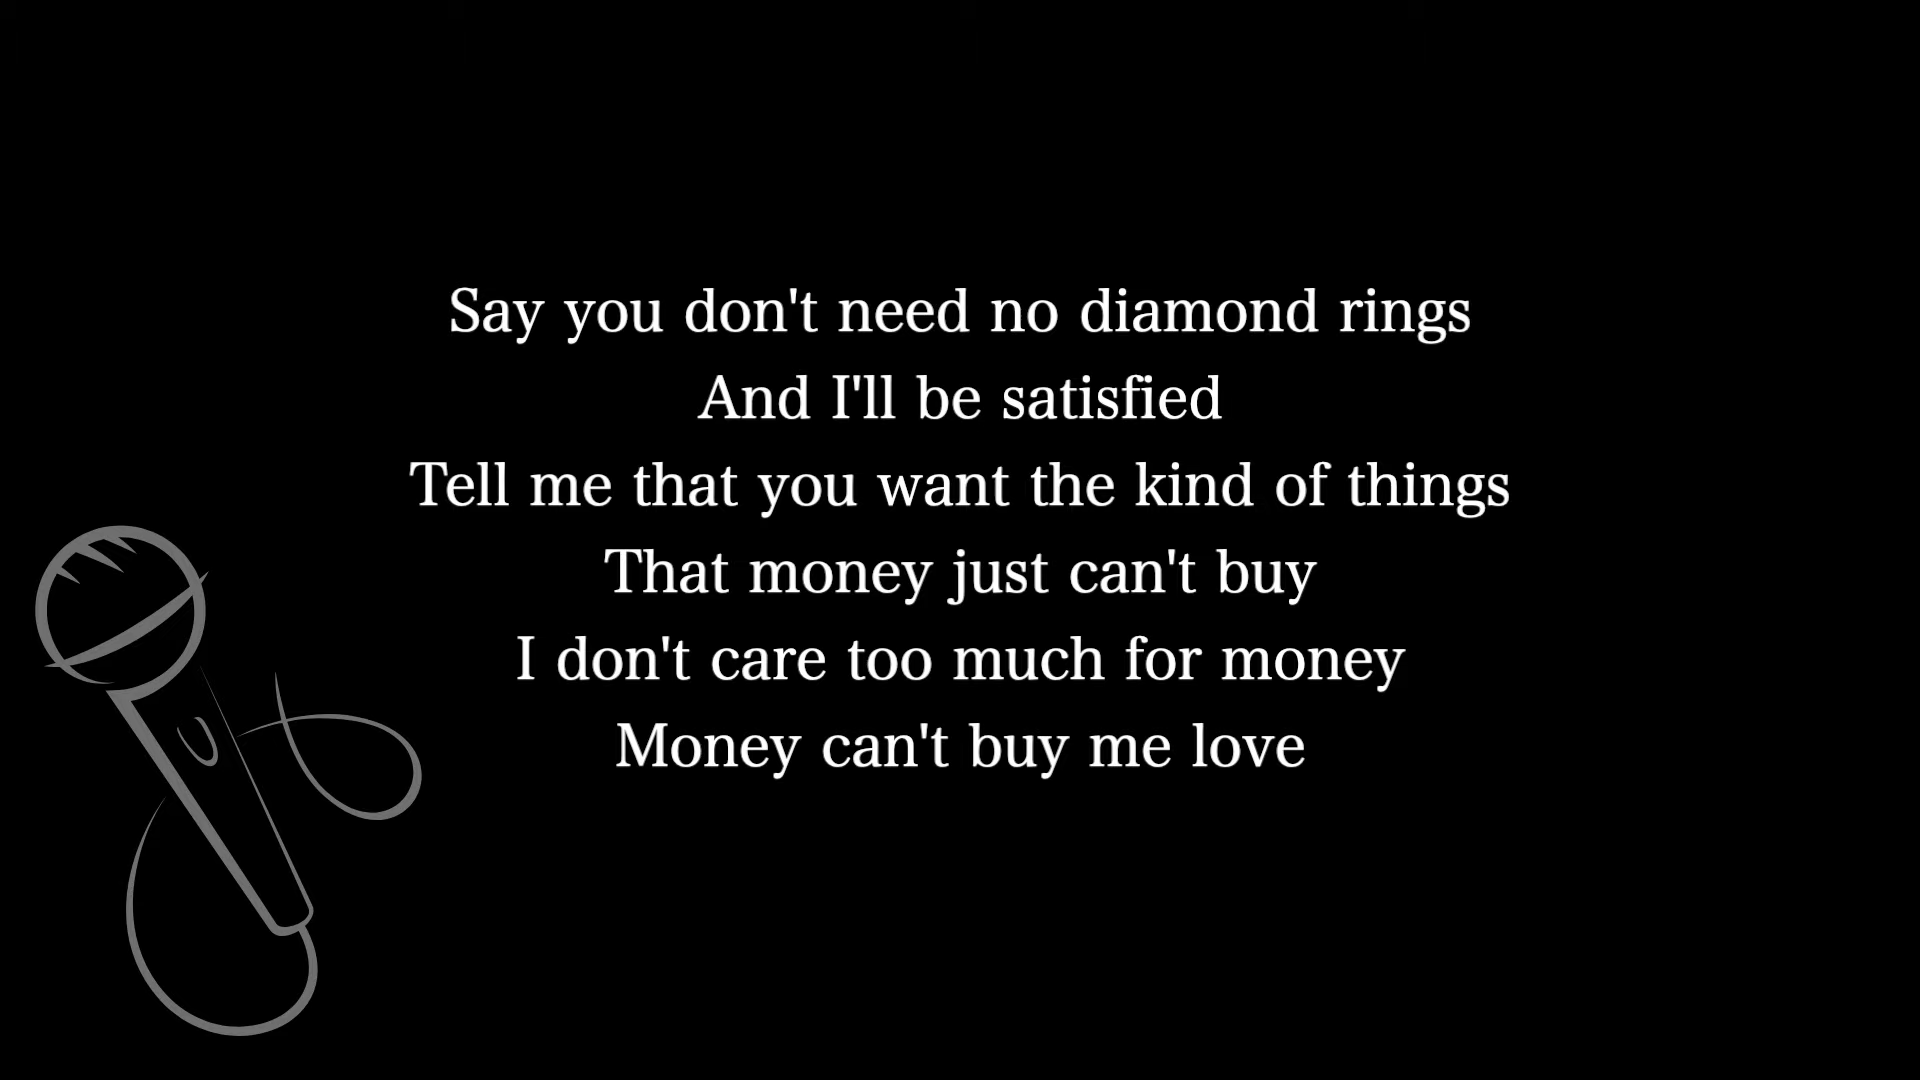 Say you don't need no diamond rings
And I'll be satisfied
Tell me that you want the kind of things
That money just can't buy
I don't care too much for money
Money can't buy me love